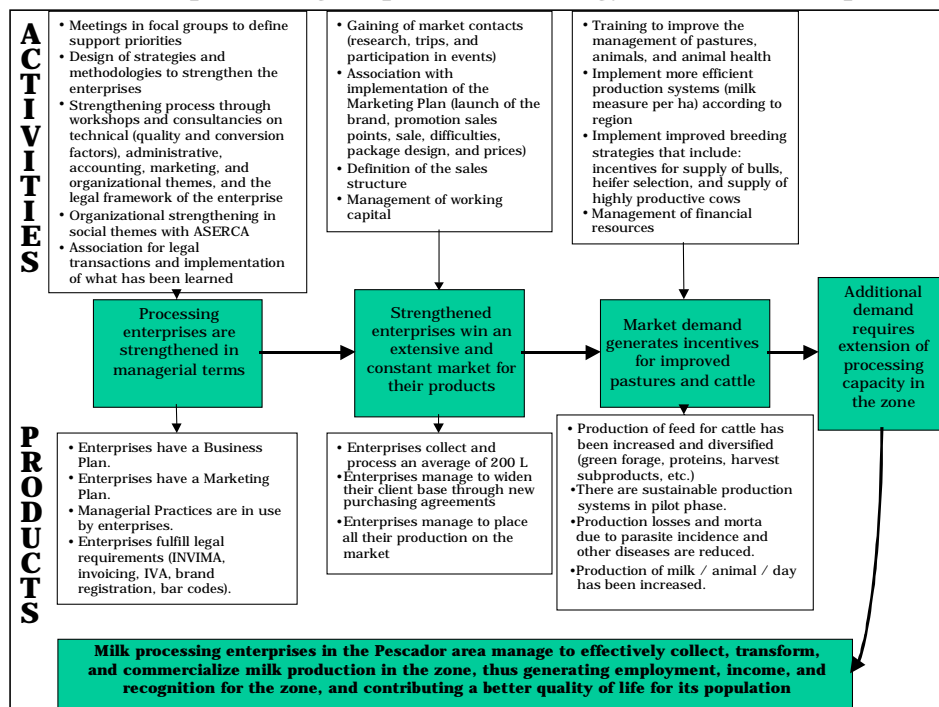 ACTIVITIES
• Meetings in focal groups to define
support priorities
• Design of strategies and
methodologies to strengthen the
enterprises
• Strengthening process through
workshops and consultancies on
technical (quality and conversion
factors), administrative,
accounting, marketing, and
organizational themes, and the
legal framework of the enterprise
• Organizational strengthening in
social themes with ASERCA
• Association for legal
transactions and implementation
of what has been learned
• Gaining of market contacts
(research, trips, and
participation in events)
• Association with
implementation of the
Marketing Plan (launch of the
brand, promotion sales
points, sale, difficulties,
package design, and prices)
• Definition of the sales
structure
• Management of working
capital
• Training to improve the
management of pastures,
animals, and animal health
• Implement more efficient
production systems (milk
measure per ha) according to
region
• Implement improved breeding
strategies that include:
incentives for supply of bulls,
heifer selection, and supply of
highly productive cows
• Management of financial
resources
Processing
enterprises are
strengthened in
managerial terms
Strengthened
enterprises win an
extensive and
constant market for
their products
Market demand
generates incentives
for improved
pastures and cattle
Additional
demand
requires
extension of
processing
capacity in
the zone
PRODUCTS
• Enterprises have a Business
Plan.
• Enterprises have a Marketing
Plan.
• Managerial Practices are in use
by enterprises.
• Enterprises fulfill legal
requirements (INVIMA,
invoicing, IVA, brand
registration, bar codes).
• Enterprises collect and
process an average of 200 L
• Enterprises manage to widen
their client base through new
purchasing agreements
• Enterprises manage to place
all their production on the
market
• Production of feed for cattle has
been increased and diversified
(green forage, proteins, harvest
subproducts, etc.)
• There are sustainable production
systems in pilot phase.
• Production losses and morta
due to parasite incidence and
other diseases are reduced.
• Production of milk / animal / day
has been increased.
Milk processing enterprises in the Pescador area manage to effectively collect, transform,
and commercialize milk production in the zone, thus generating employment, income, and
recognition for the zone, and contributing a better quality of life for its population